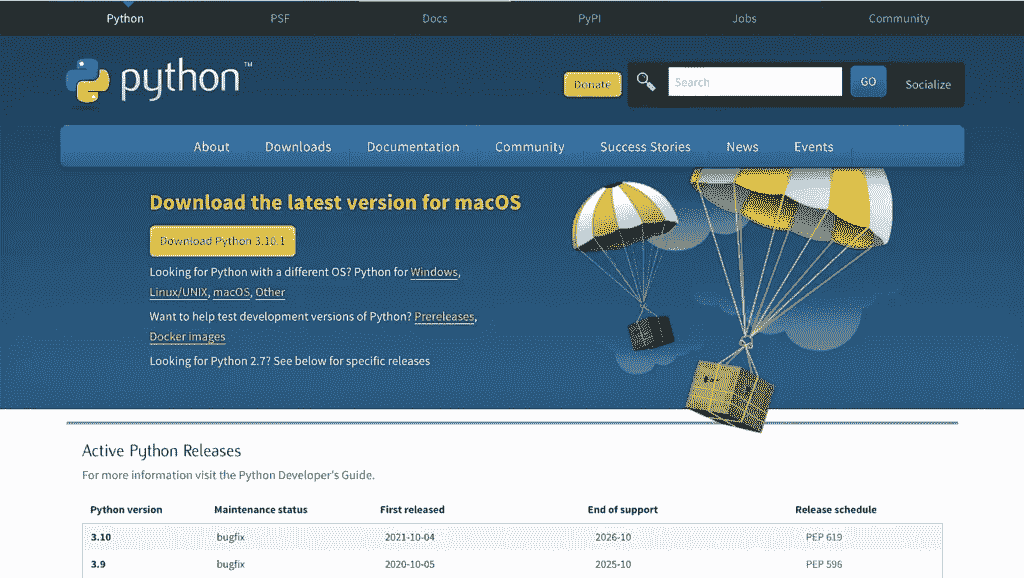 Python PSF Docs PyPI Jobs Community
python™
Donate Search GO Socialize
About Downloads Documentation Community Success Stories News Events
Download the latest version for macOS
Download Python 3.10.1
Looking for Python with a different OS? Python for Windows,
Linux/UNIX, macOS, Other
Want to help test development versions of Python? Prereleases,
Docker images
Looking for Python 2.7? See below for specific releases
Active Python Releases
For more information visit the Python Developer's Guide.
Python version Maintenance status First released End of support Release schedule
3.10 bugfix 2021-10-04 2026-10 PEP 619
3.9 bugfix 2020-10-05 2025-10 PEP 596